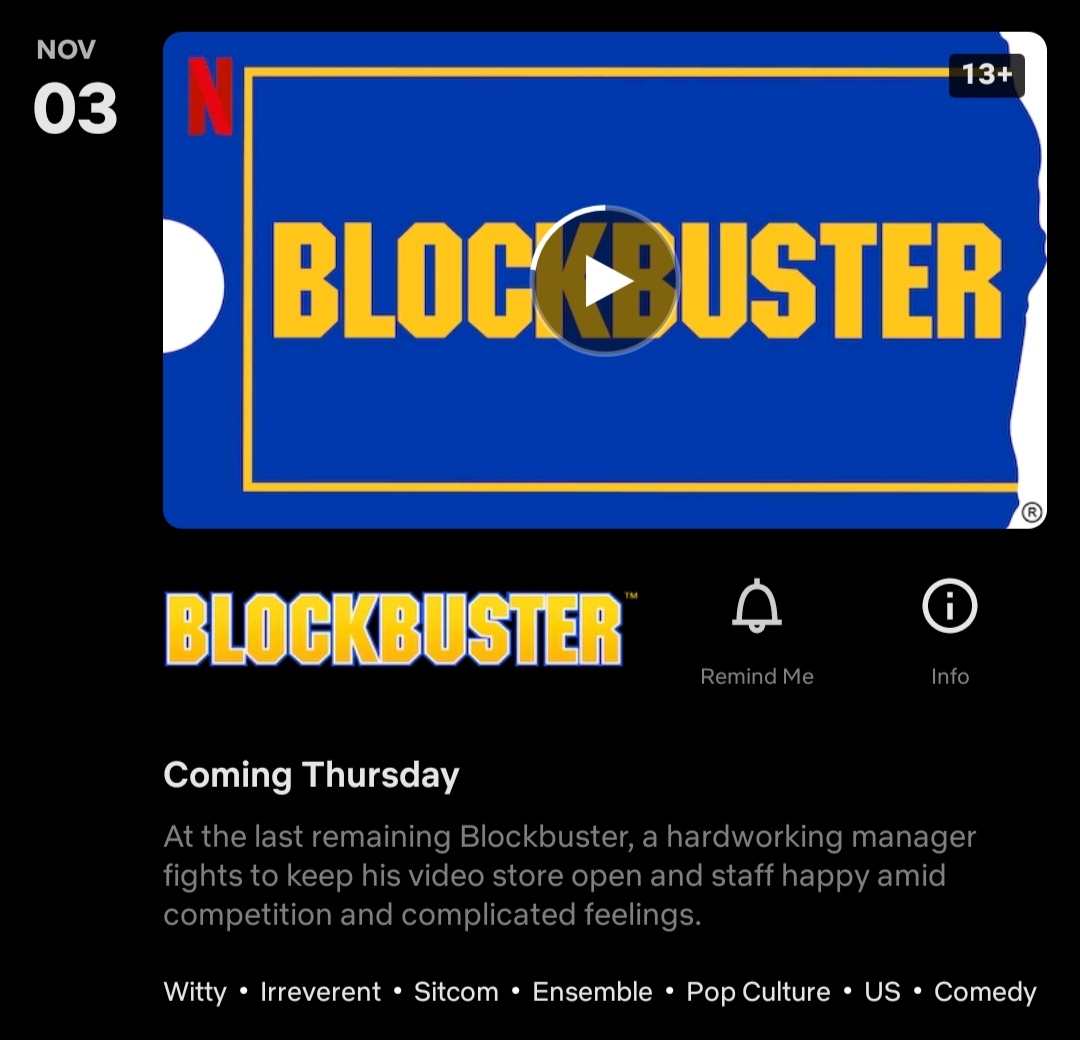 NOV
03
N
13+
BLOCKBUSTER
®
BLOCKBUSTER™
Remind Me
Info
Coming Thursday
At the last remaining Blockbuster, a hardworking manager
fights to keep his video store open and staff happy amid
competition and complicated feelings.
Witty • Irreverent • Sitcom • Ensemble • Pop Culture • US • Comedy